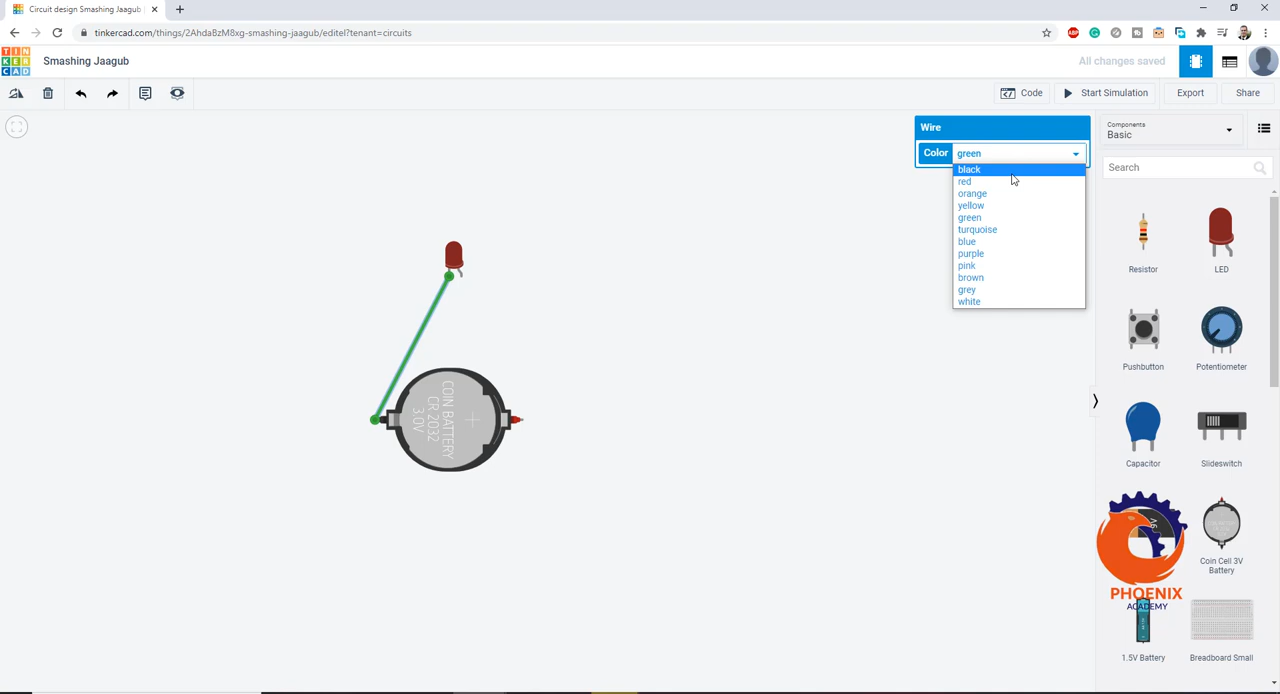 Circuit design Smashing Jaagub
tinkercad.com/things/2AhdaBzM8xg-smashing-jaagub/editel?tenant=circuits
ABP
TIN
KER
CAD
Smashing Jaagub
All changes saved
Code
Start Simulation
Export
Share
Wire
Color
green
black
red
orange
yellow
green
turquoise
blue
purple
pink
brown
grey
white
Components
Basic
Search
Resistor
LED
Pushbutton
Potentiometer
Capacitor
Slideswitch
Coin Cell 3V
Battery
1.5V Battery
Breadboard Small
COIN BATTERY
CR 2032
3.0V
PHOENIX
ACADEMY